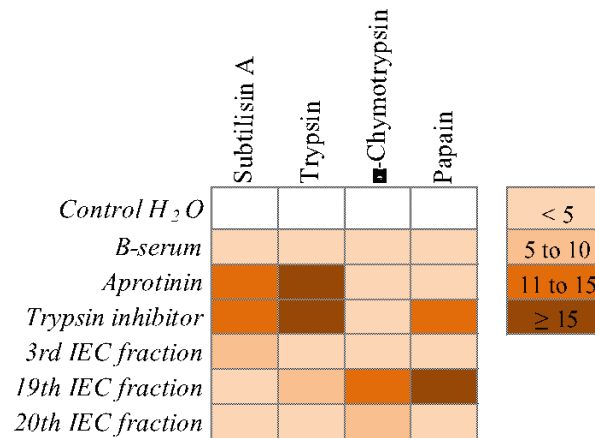 Subtilisin A
Trypsin
α-Chymotrypsin
Papain
Control H₂O
B-serum
Aprotinin
Trypsin inhibitor
3rd IEC fraction
19th IEC fraction
20th IEC fraction
< 5
5 to 10
11 to 15
≥ 15